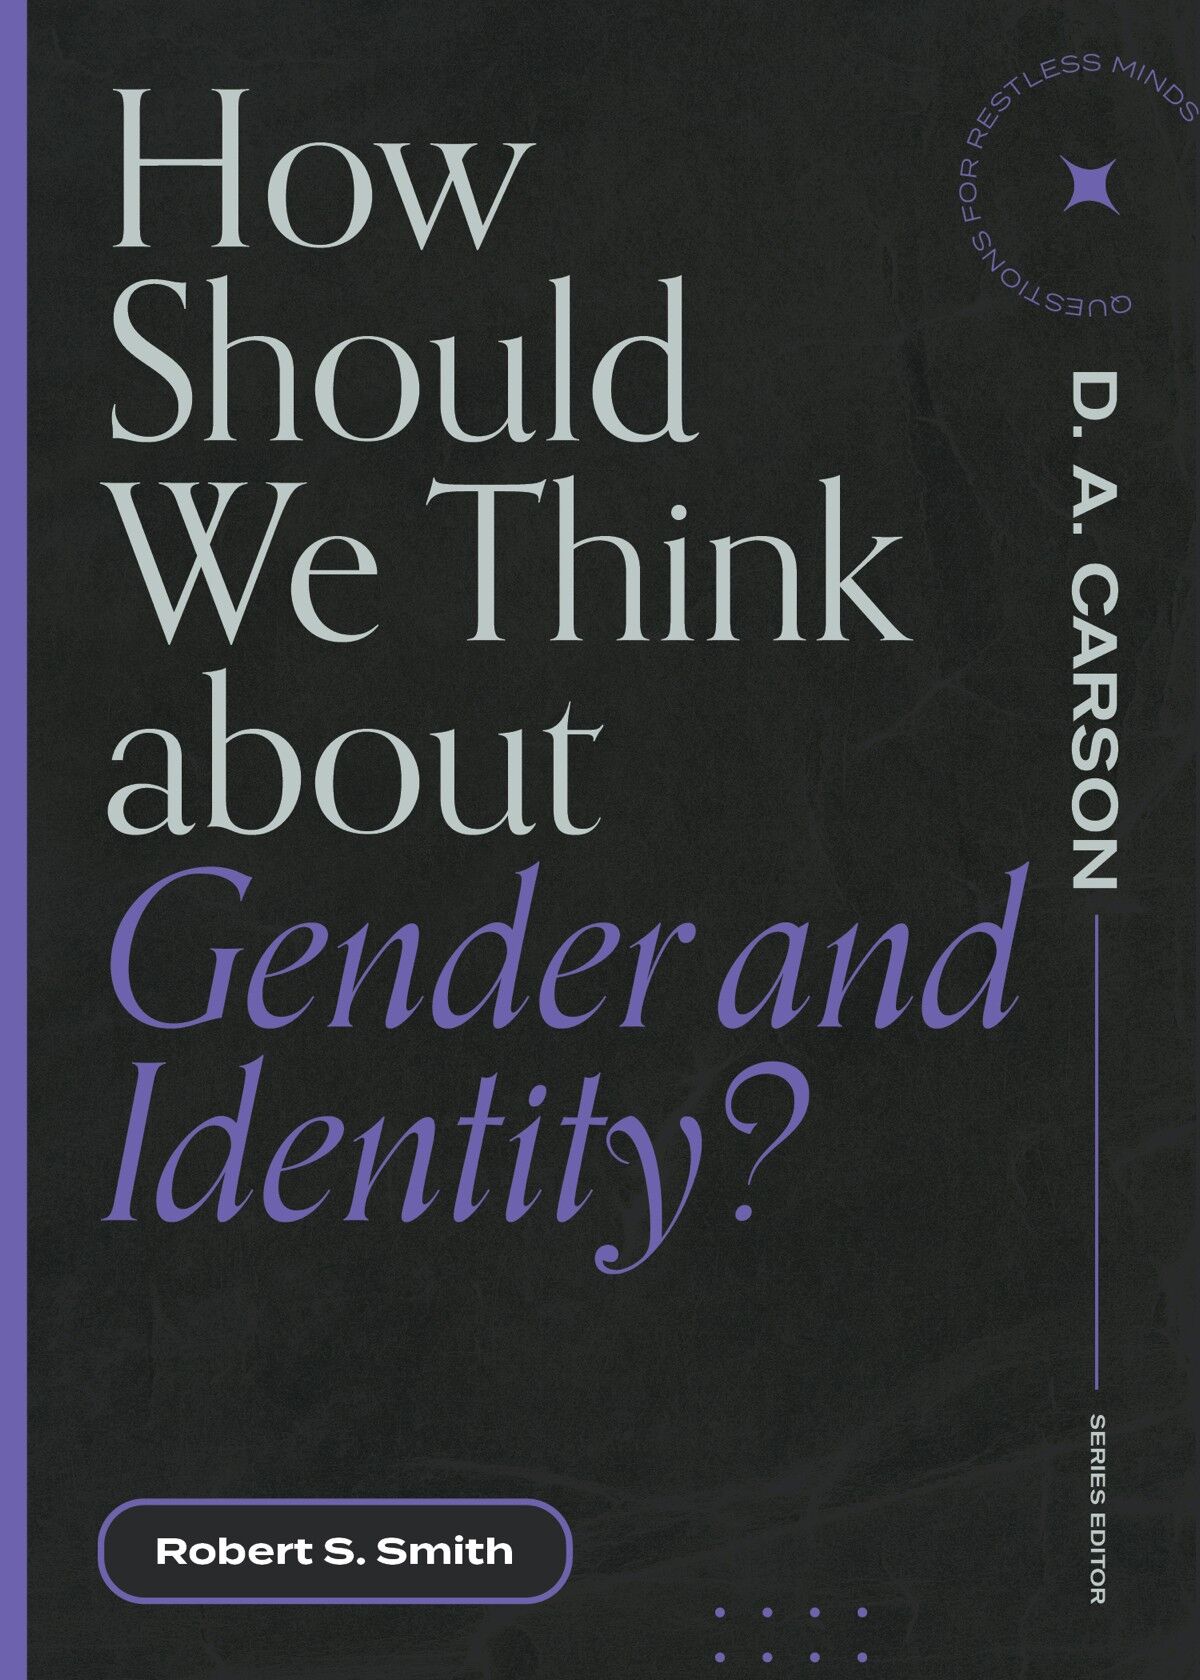 How
Should
We Think
about
Gender and
Identity?
QUESTIONS FOR RESTLESS MINDS
D. A. CARSON
SERIES EDITOR
Robert S. Smith